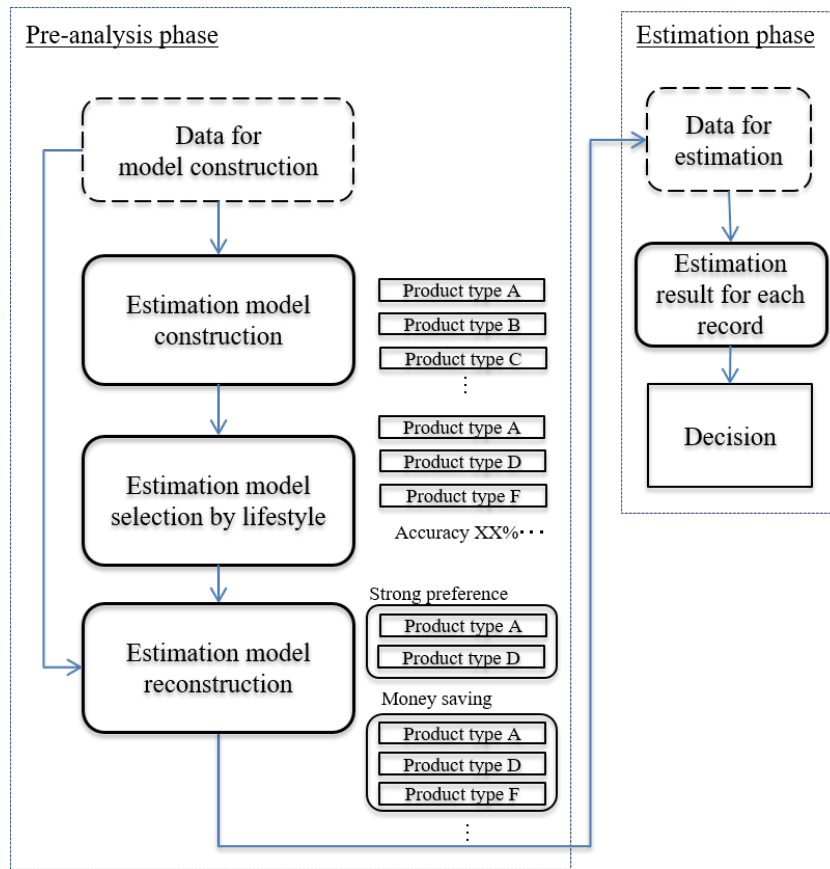 Pre-analysis phase
Data for
model construction
Estimation model
construction
Product type A
Product type B
Product type C
⋮
Estimation model
selection by lifestyle
Product type A
Product type D
Product type F
Accuracy XX%・・・
Estimation model
reconstruction
Strong preference
Product type A
Product type D
Money saving
Product type A
Product type D
Product type F
⋮
Estimation phase
Data for
estimation
Estimation
result for each
record
Decision